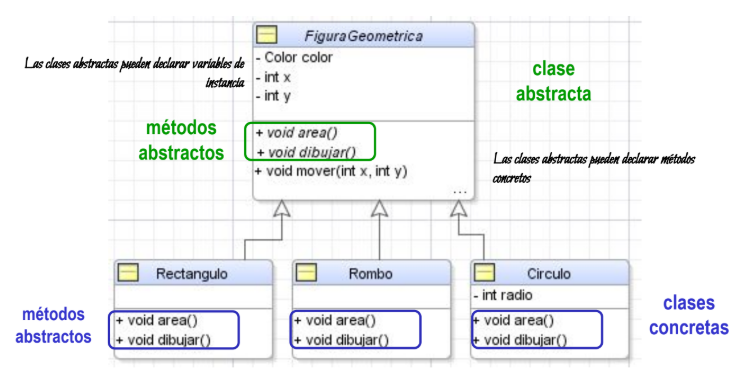 FiguraGeometrica
- Color color
- int x
- int y
+ void area()
+ void dibujar()
+ void mover(int x, int y)
...
Las clases abstractas pueden declarar variables de
instancia
métodos
abstractos
clase
abstracta
Las clases abstractas pueden declarar métodos
concretos
Rectangulo
+ void area()
+ void dibujar()
Rombo
+ void area()
+ void dibujar()
Circulo
- int radio
+ void area()
+ void dibujar()
métodos
abstractos
clases
concretas